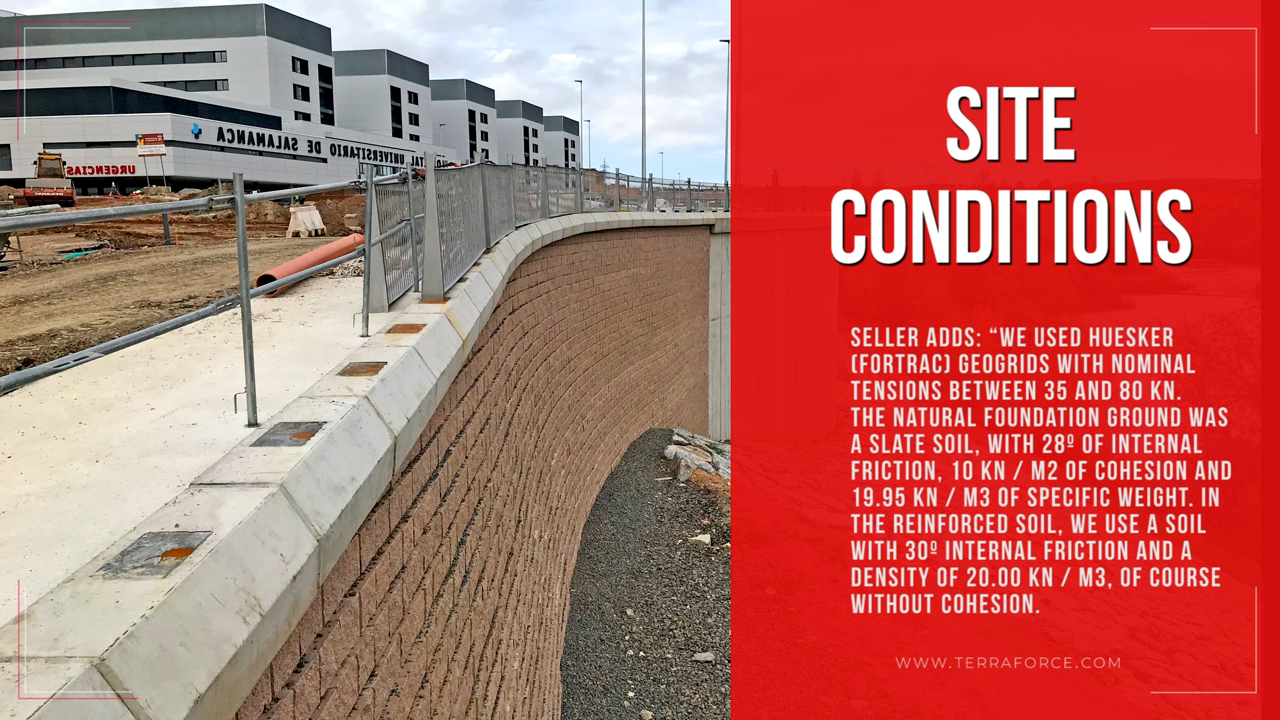 HOSPITAL UNIVERSITARIO DE SALAMANCA
URGENCIAS
SITE
CONDITIONS
SELLER ADDS: “WE USED HUESKER
(FORTRAC) GEOGRIDS WITH NOMINAL
TENSIONS BETWEEN 35 AND 80 KN.
THE NATURAL FOUNDATION GROUND WAS
A SLATE SOIL, WITH 28º OF INTERNAL
FRICTION, 10 KN / M2 OF COHESION AND
19.95 KN / M3 OF SPECIFIC WEIGHT. IN
THE REINFORCED SOIL, WE USE A SOIL
WITH 30º INTERNAL FRICTION AND A
DENSITY OF 20.00 KN / M3, OF COURSE
WITHOUT COHESION.
WWW.TERRAFORCE.COM